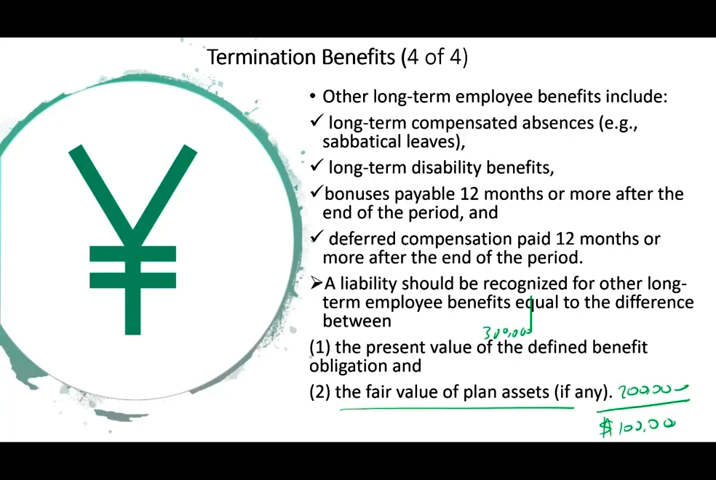 Termination Benefits (4 of 4)
• Other long-term employee benefits include:
✓ long-term compensated absences (e.g.,
sabbatical leaves),
✓ long-term disability benefits,
✓bonuses payable 12 months or more after the
end of the period, and
✓ deferred compensation paid 12 months or
more after the end of the period.
➢A liability should be recognized for other long-
term employee benefits equal to the difference
between
300,000
(1) the present value of the defined benefit
obligation and
(2) the fair value of plan assets (if any).
¥